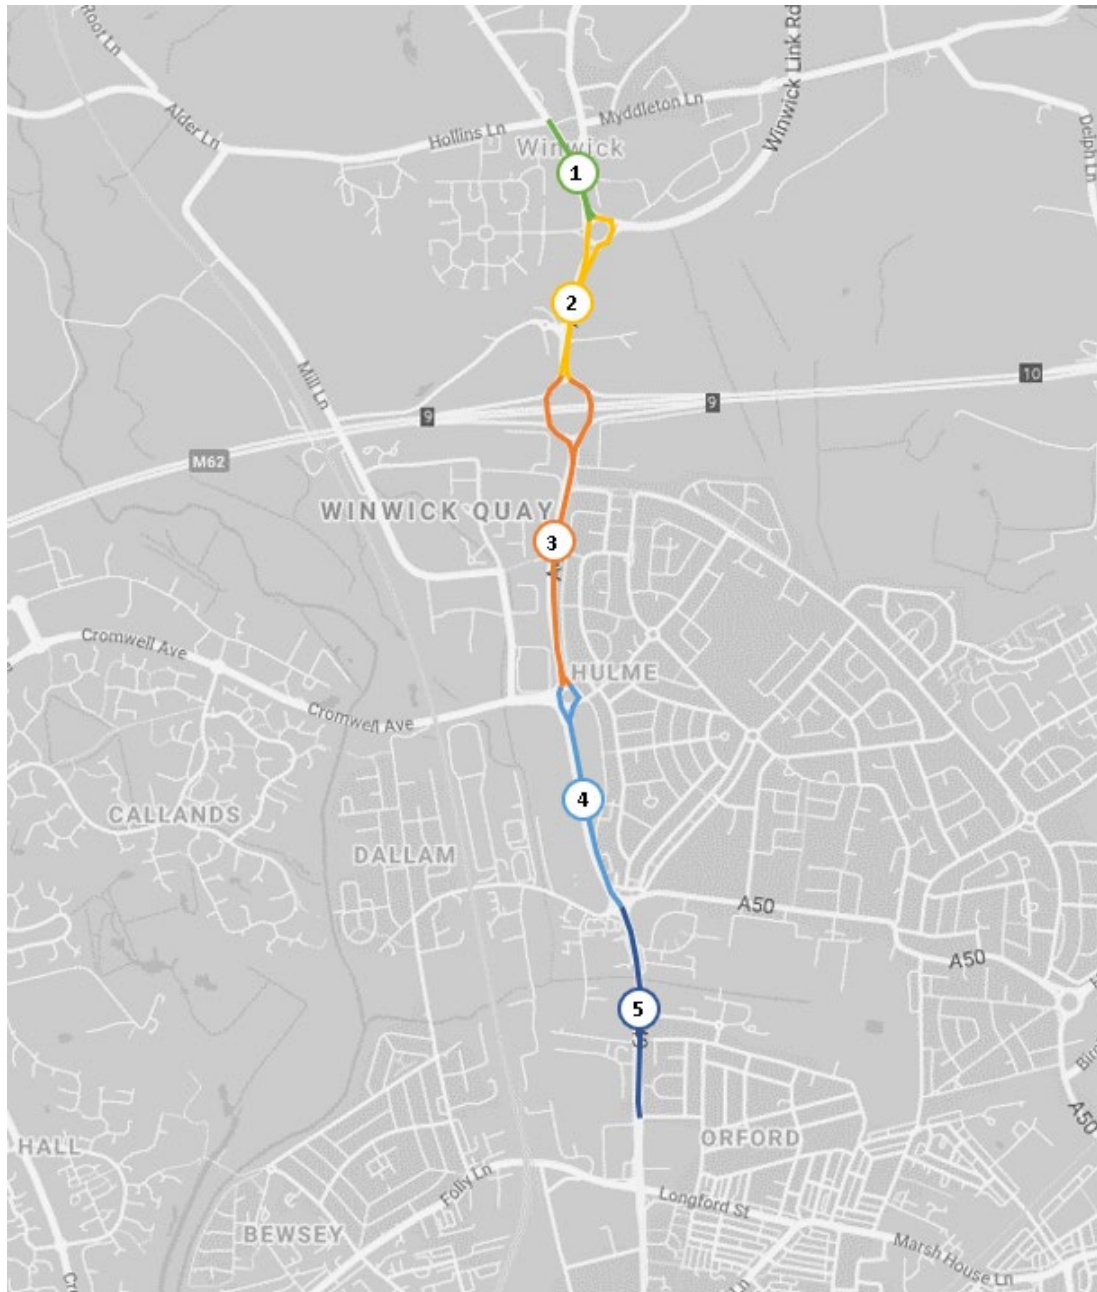 Roor Ln
Winwick Link Rd
Myddleton Ln
Alder Ln
Hollins Ln
Winwick
Delph Ln
1
2
Mill Ln
10
9
9
M62
WINWICK QUAY
3
Cromwell Ave
HULME
Cromwell Ave
4
CALLANDS
DALLAM
A50
A50
5
A50
HALL
ORFORD
Folly Ln
Longford St
BEWSEY
Marsh House Ln
Ln